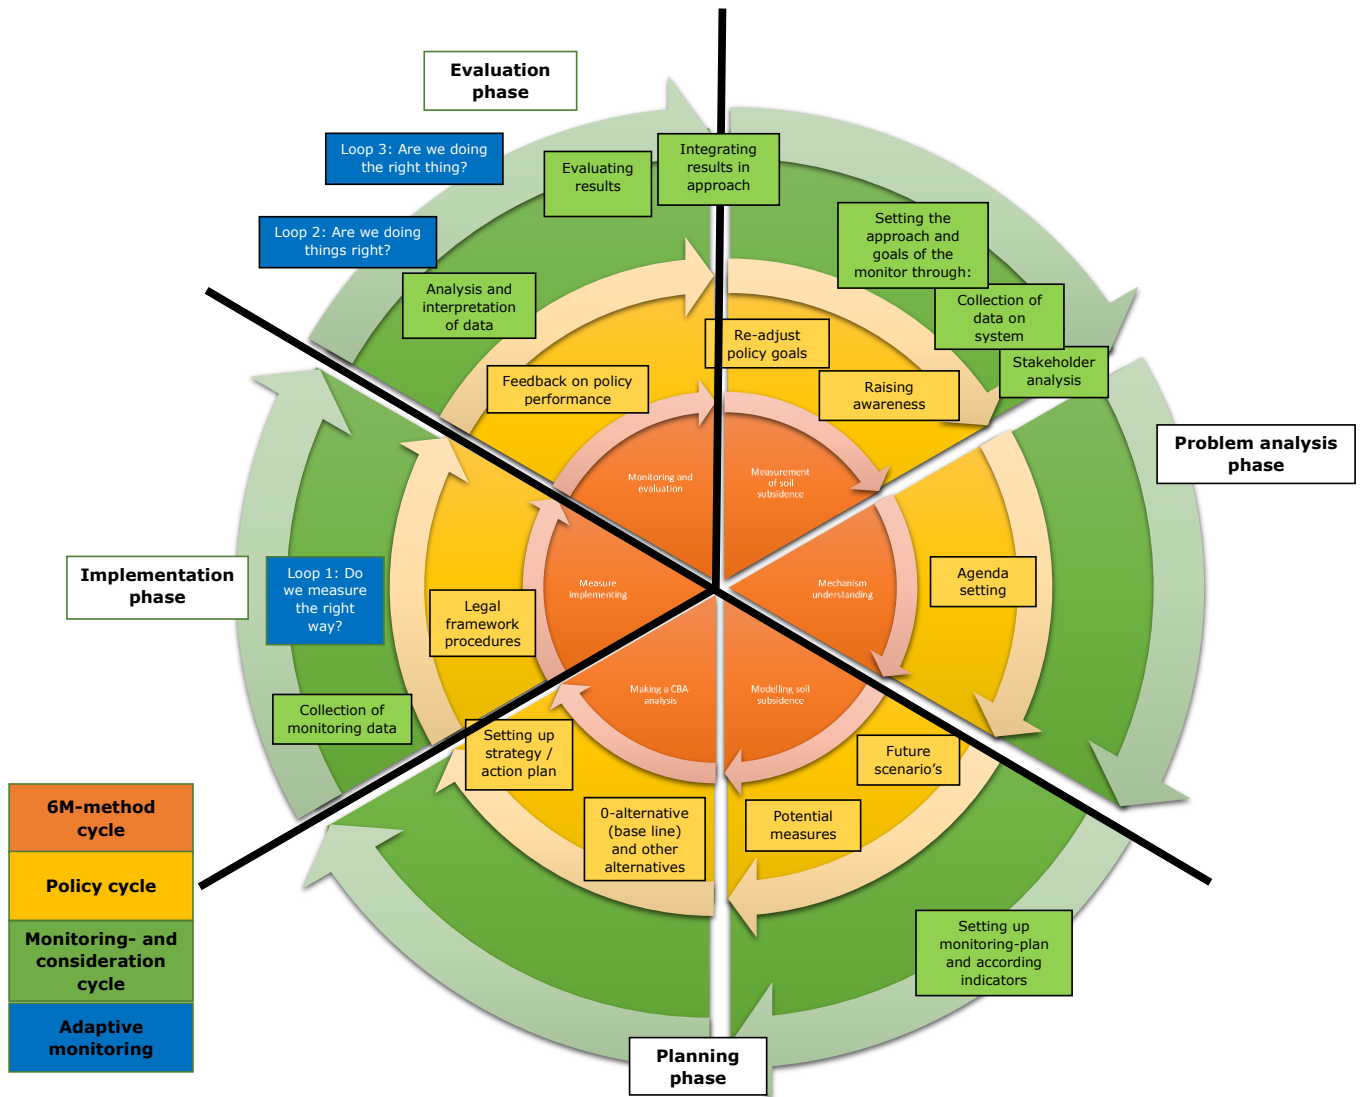 Evaluation
phase
Loop 3: Are we doing
the right thing?
Evaluating
results
Integrating
results in
approach
Loop 2: Are we doing
things right?
Setting the
approach and
goals of the
monitor through:
Analysis and
interpretation
of data
Collection of
data on
system
Stakeholder
analysis
Re-adjust
policy goals
Feedback on policy
performance
Raising
awareness
Problem analysis
phase
Monitoring and
evaluation
Measurement
of soil
subsidence
Implementation
phase
Loop 1: Do
we measure
the right
way?
Legal
framework
procedures
Measure
implementing
Mechanism
understanding
Agenda
setting
Making a CBA-
analysis
Modelling soil
subsidence
Collection of
monitoring data
Setting up
strategy /
action plan
Future
scenario's
0-alternative
(base line)
and other
alternatives
Potential
measures
6M-method
cycle
Policy cycle
Monitoring- and
consideration
cycle
Adaptive
monitoring
Setting up
monitoring-plan
and according
indicators
Planning
phase